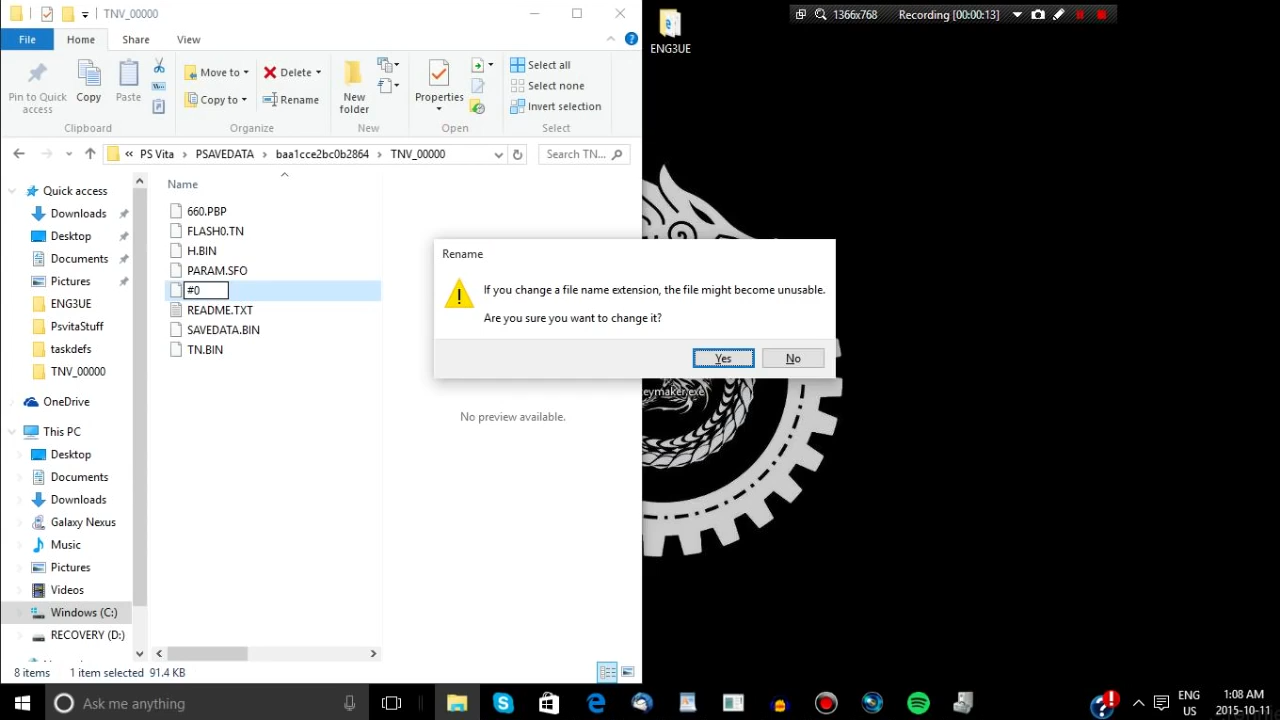 TNV_00000
1366x768
Recording [00:00:13]
ENG3UE
File
Home
Share
View
Pin to Quick access
Copy
Paste
Move to
Copy to
Delete
Rename
New folder
Properties
Select all
Select none
Invert selection
Clipboard
Organize
New
Open
Select
«
PS Vita
PSAVEDATA
baa1cce2bc0b2864
TNV_00000
Search TN...
Quick access
Downloads
Desktop
Documents
Pictures
ENG3UE
PsvitaStuff
taskdefs
TNV_00000
OneDrive
This PC
Desktop
Documents
Downloads
Galaxy Nexus
Music
Pictures
Videos
Windows (C:)
RECOVERY (D:)
Name
660.PBP
FLASH0.TN
H.BIN
PARAM.SFO
#0
README.TXT
SAVEDATA.BIN
TN.BIN
Rename
If you change a file name extension, the file might become unusable.
Are you sure you want to change it?
Yes
No
eymaker.exe
No preview available.
8 items
1 item selected
91.4 KB
Ask me anything
ENG
US
1:08 AM
2015-10-11